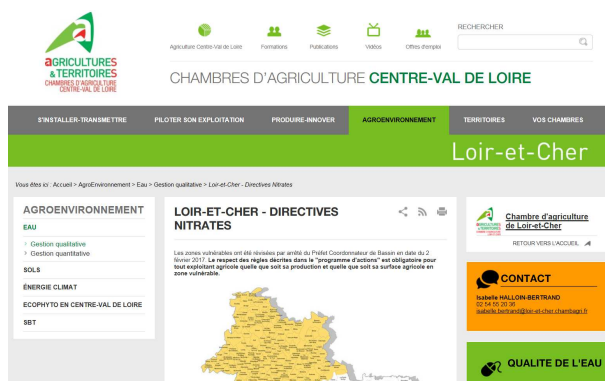 Agriculture Centre-Val de Loire
Formations
Publications
Vidéos
Offres d'emploi
RECHERCHER
aGRICULTURES
& TERRITOIRES
CHAMBRES D'AGRICULTURE
CENTRE-VAL DE LOIRE
CHAMBRES D'AGRICULTURE CENTRE-VAL DE LOIRE
S'INSTALLER-TRANSMETTRE
PILOTER SON EXPLOITATION
PRODUIRE-INNOVER
AGROENVIRONNEMENT
TERRITOIRES
VOS CHAMBRES
Loir-et-Cher
Vous êtes ici : Accueil > AgroEnvironnement > Eau > Gestion qualitative > Loir-et-Cher - Directives Nitrates
AGROENVIRONNEMENT
EAU
> Gestion qualitative
> Gestion quantitative
SOLS
ÉNERGIE CLIMAT
ECOPHYTO EN CENTRE-VAL DE LOIRE
SBT
LOIR-ET-CHER - DIRECTIVES
NITRATES
Les zones vulnérables ont été révisées par arrêté du Préfet Coordonnateur de Bassin en date du 2
février 2017. Le respect des règles décrites dans le "programme d'actions" est obligatoire pour
tout exploitant agricole quelle que soit sa production et quelle que soit sa surface agricole en
zone vulnérable.
Chambre d'agriculture
de Loir-et-Cher
RETOUR VERS L'ACCUEIL
CONTACT
Isabelle HALLOIN-BERTRAND
02 54 55 20 36
isabelle.bertrand@loir-et-cher.chambagri.fr
QUALITE DE L'EAU